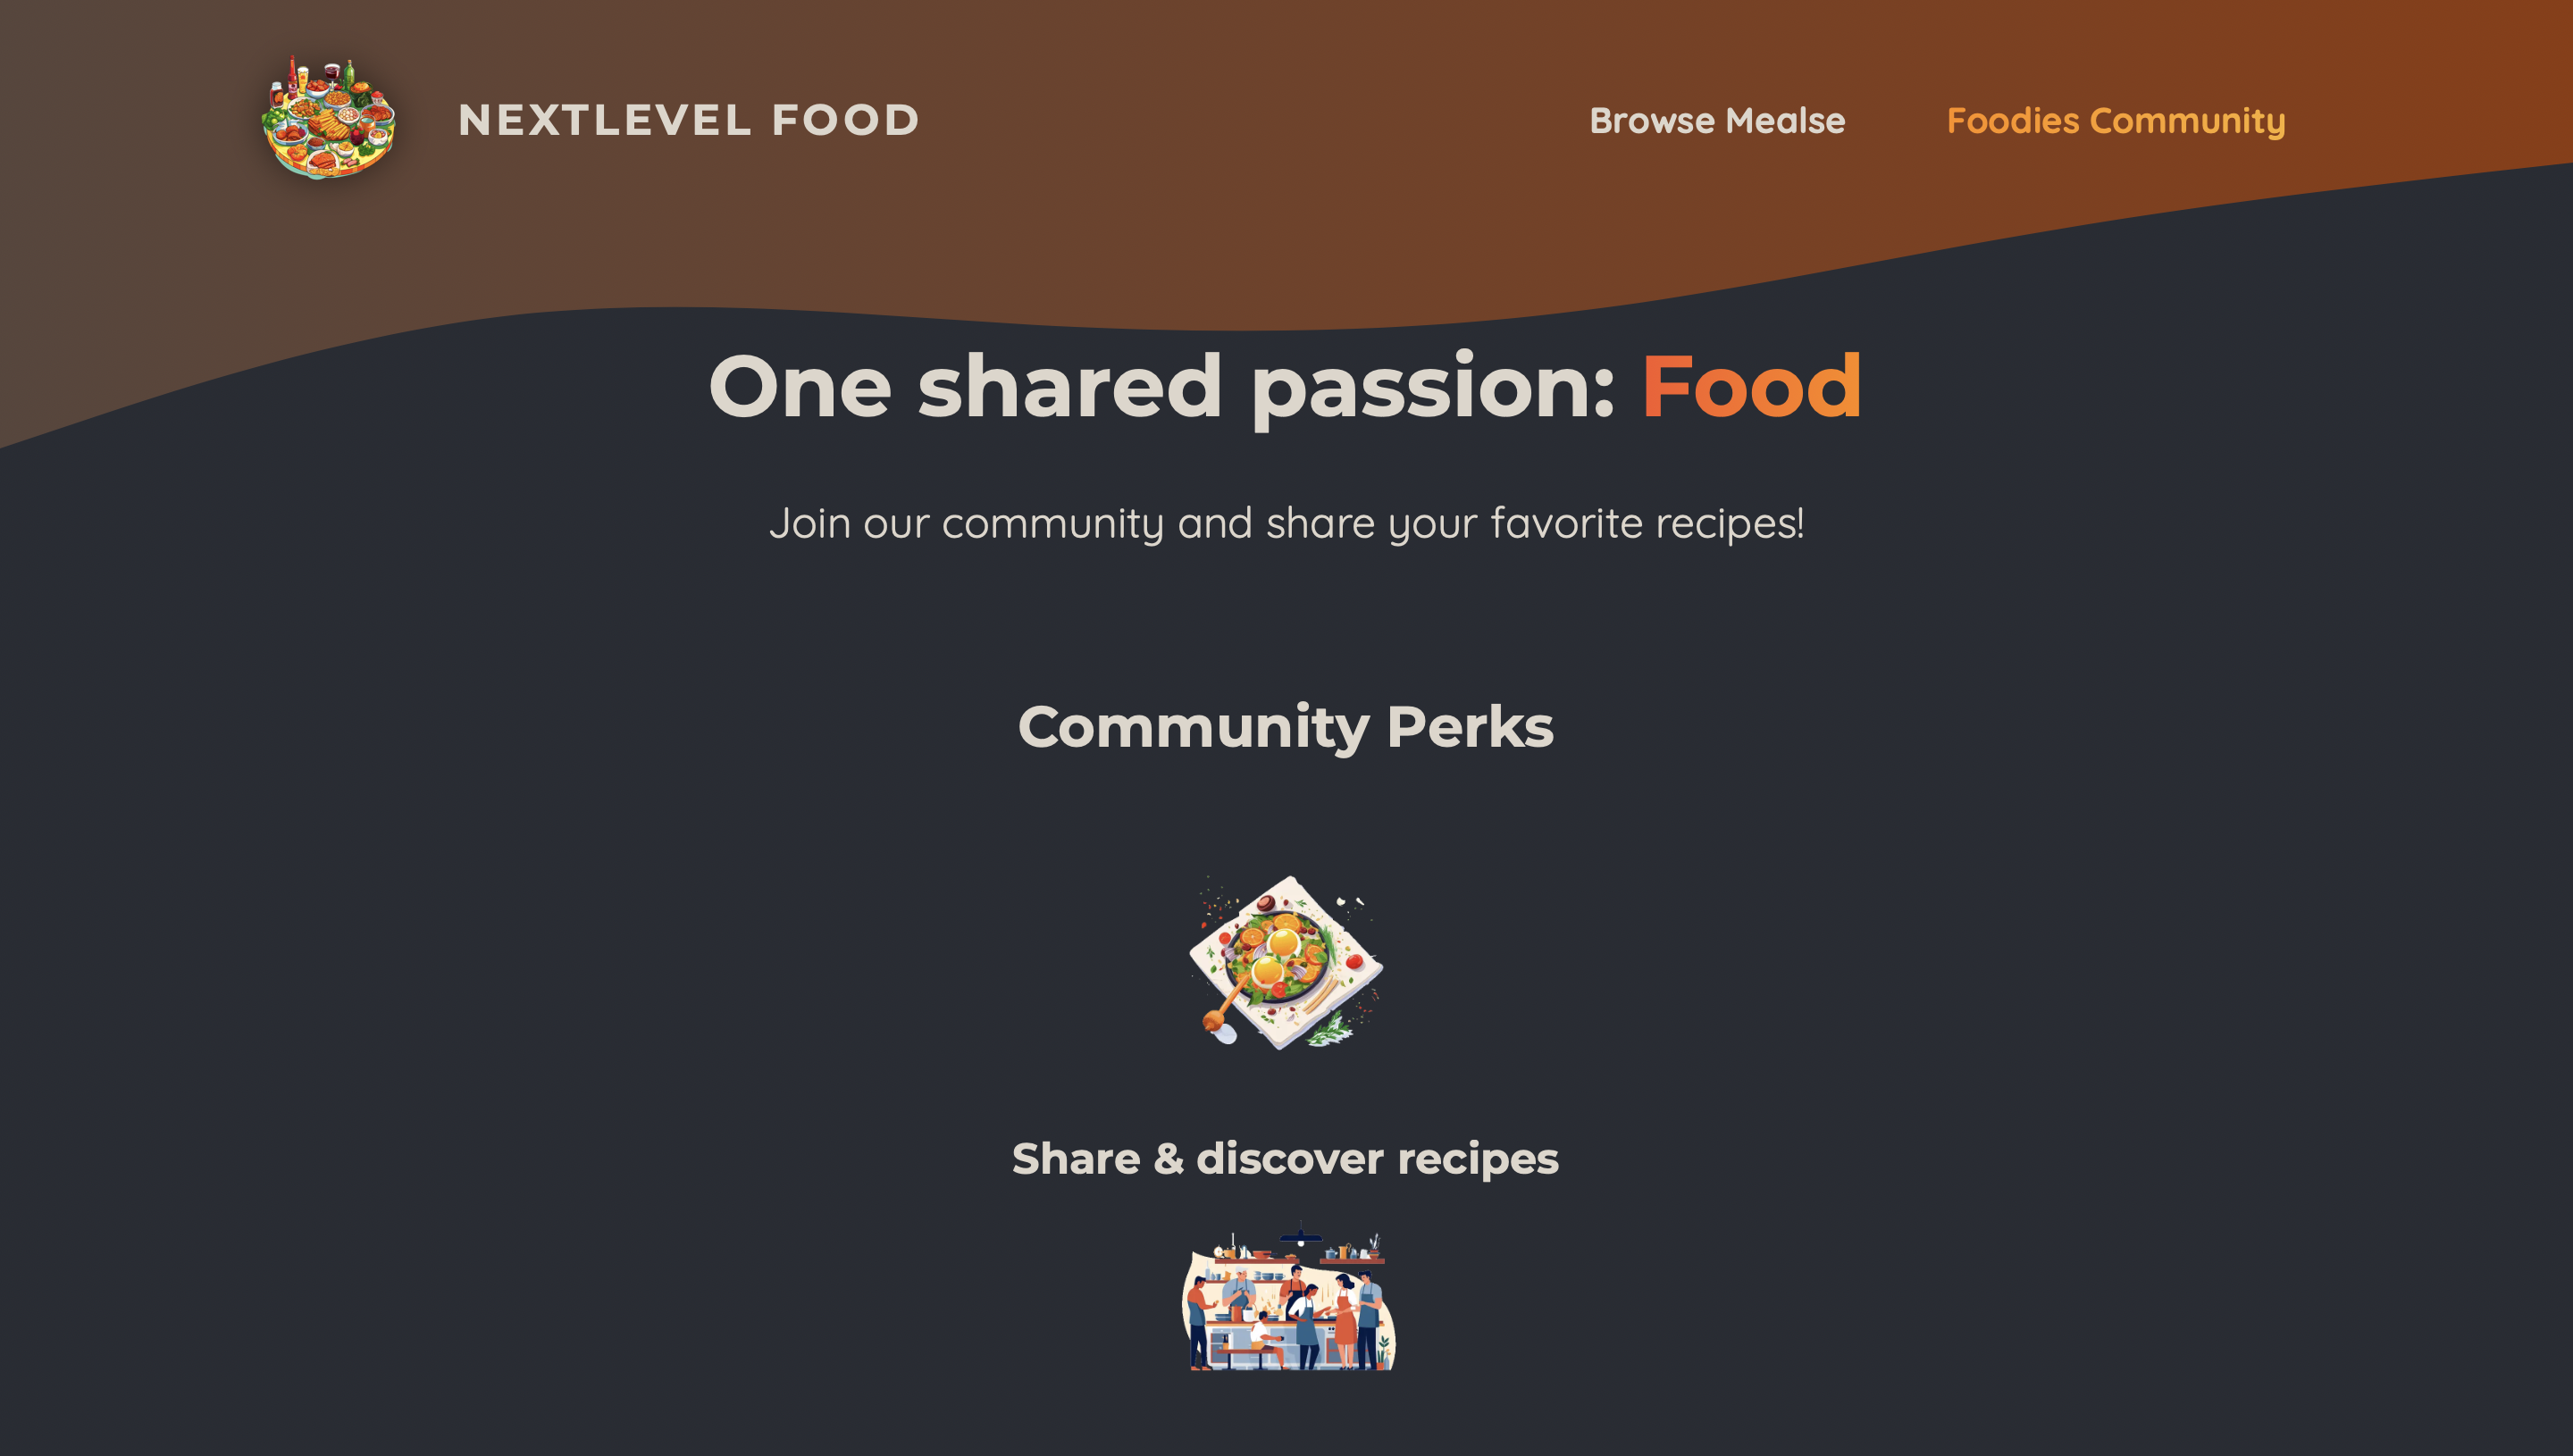 NEXTLEVEL FOOD
Browse Mealse
Foodies Community
One shared passion: Food
Join our community and share your favorite recipes!
Community Perks
Share & discover recipes